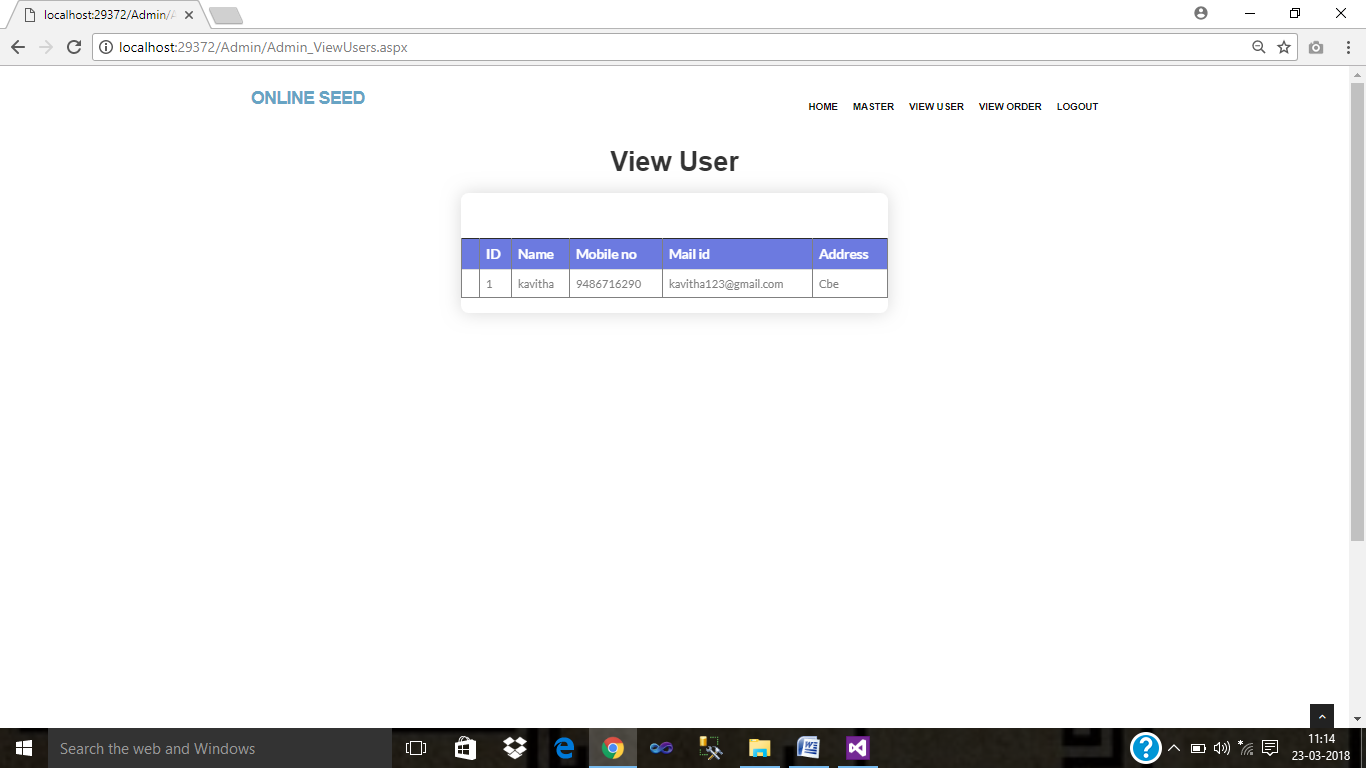 localhost:29372/Admin/A
localhost:29372/Admin/Admin_ViewUsers.aspx
ONLINE SEED
HOME MASTER VIEW USER VIEW ORDER LOGOUT
View User
ID Name Mobile no Mail id Address
1 kavitha 9486716290 kavitha123@gmail.com Cbe
Search the web and Windows
11:14
23-03-2018